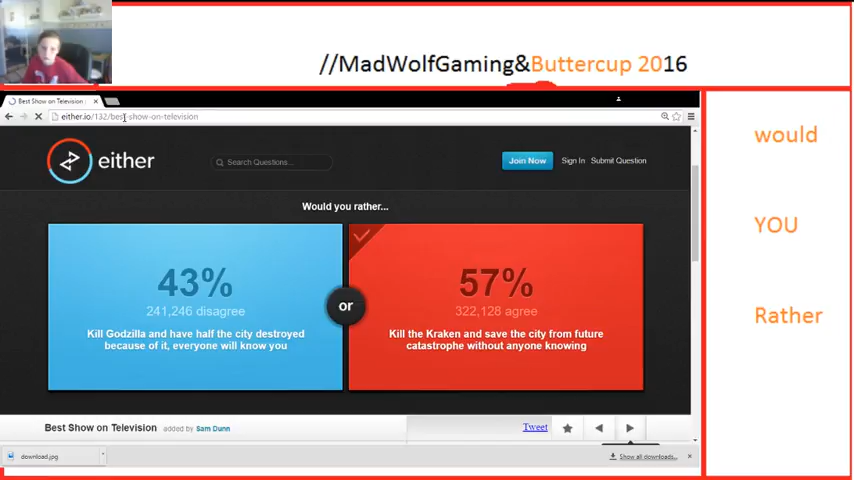 //MadWolfGaming&Buttercup 2016
Best Show on Television
either.io/132/best-show-on-television
either
Search Questions...
Join Now
Sign In
Submit Question
Would you rather...
43%
241,246 disagree
Kill Godzilla and have half the city destroyed
because of it, everyone will know you
or
57%
322,128 agree
Kill the Kraken and save the city from future
catastrophe without anyone knowing
Best Show on Television added by Sam Dunn
Tweet
download.jpg
Show all downloads...
would
YOU
Rather